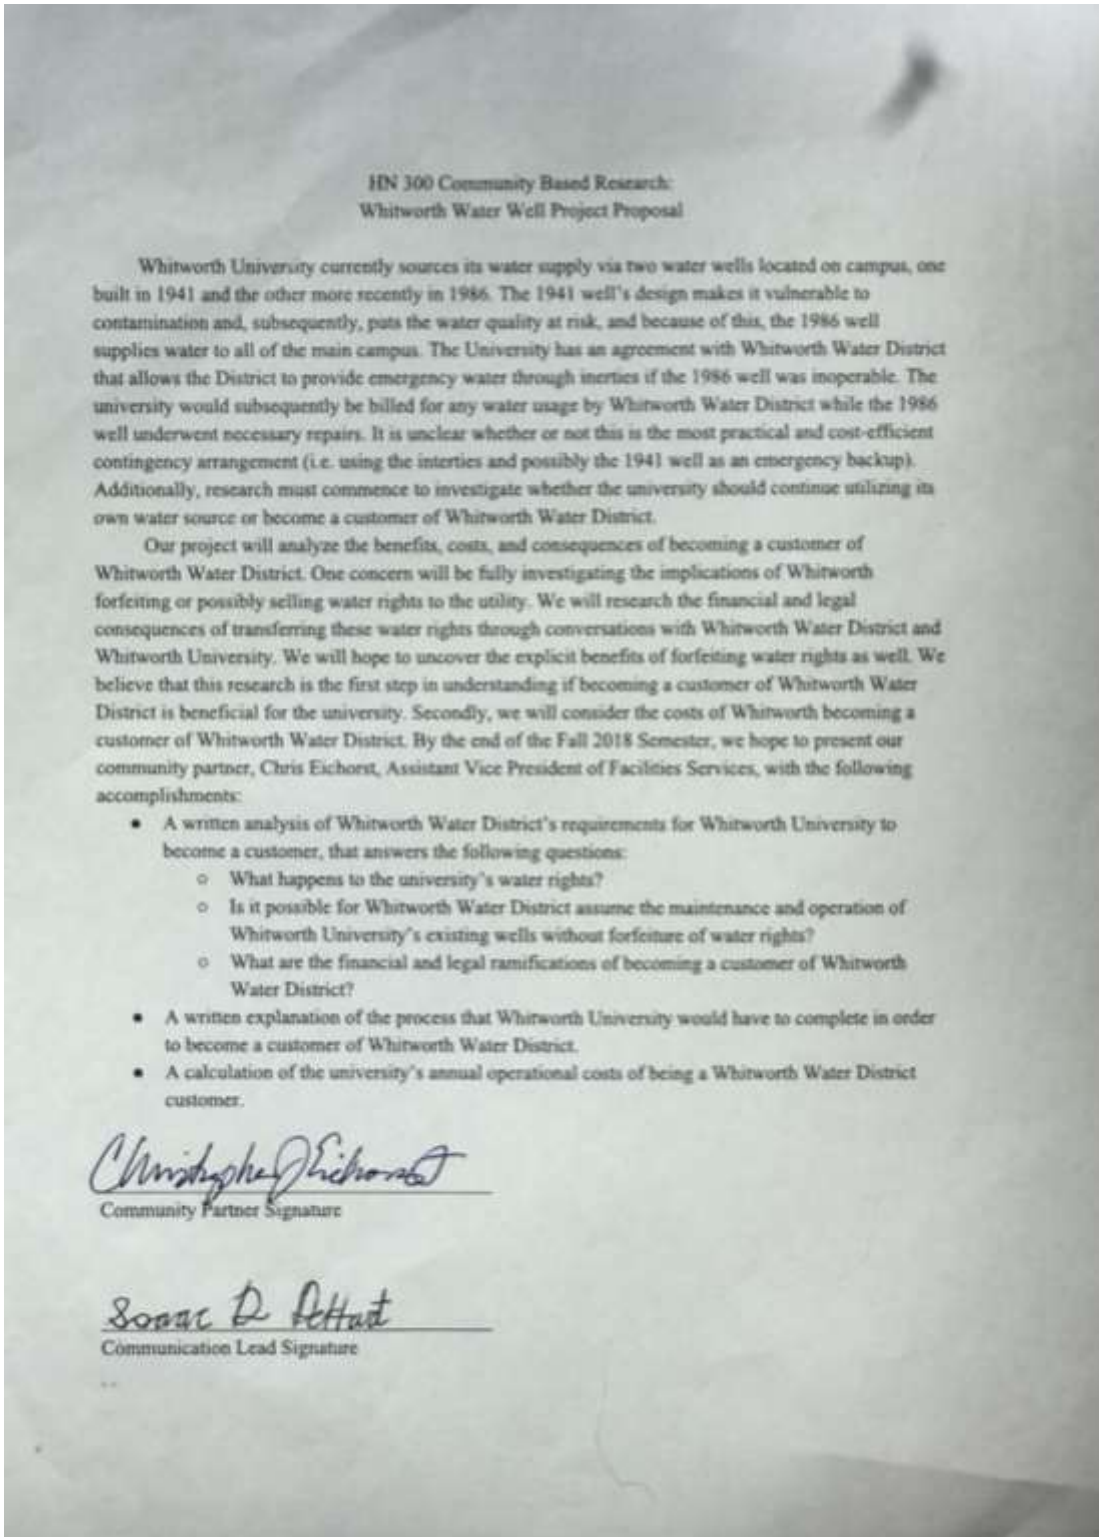 HN 300 Community Based Research:
Whitworth Water Well Project Proposal
Whitworth University currently sources its water supply via two water wells located on campus, one
built in 1941 and the other more recently in 1986. The 1941 well's design makes it vulnerable to
contamination and, subsequently, puts the water quality at risk, and because of this, the 1986 well
supplies water to all of the main campus. The University has an agreement with Whitworth Water District
that allows the District to provide emergency water through inerties if the 1986 well was inoperable. The
university would subsequently be billed for any water usage by Whitworth Water District while the 1986
well underwent necessary repairs. It is unclear whether or not this is the most practical and cost-efficient
contingency arrangement (i.e. using the interties and possibly the 1941 well as an emergency backup).
Additionally, research must commence to investigate whether the university should continue utilizing its
own water source or become a customer of Whitworth Water District.
Our project will analyze the benefits, costs, and consequences of becoming a customer of
Whitworth Water District. One concern will be fully investigating the implications of Whitworth
forfeiting or possibly selling water rights to the utility. We will research the financial and legal
consequences of transferring these water rights through conversations with Whitworth Water District and
Whitworth University. We will hope to uncover the explicit benefits of forfeiting water rights as well. We
believe that this research is the first step in understanding if becoming a customer of Whitworth Water
District is beneficial for the university. Secondly, we will consider the costs of Whitworth becoming a
customer of Whitworth Water District. By the end of the Fall 2018 Semester, we hope to present our
community partner, Chris Eichorst, Assistant Vice President of Facilities Services, with the following
accomplishments:
● A written analysis of Whitworth Water District's requirements for Whitworth University to
become a customer, that answers the following questions:
○ What happens to the university's water rights?
○ Is it possible for Whitworth Water District assume the maintenance and operation of
Whitworth University's existing wells without forfeiture of water rights?
○ What are the financial and legal ramifications of becoming a customer of Whitworth
Water District?
● A written explanation of the process that Whitworth University would have to complete in order
to become a customer of Whitworth Water District.
● A calculation of the university's annual operational costs of being a Whitworth Water District
customer.
Christopher J Eichorst
Community Partner Signature
Isaac D DeHart
Communication Lead Signature